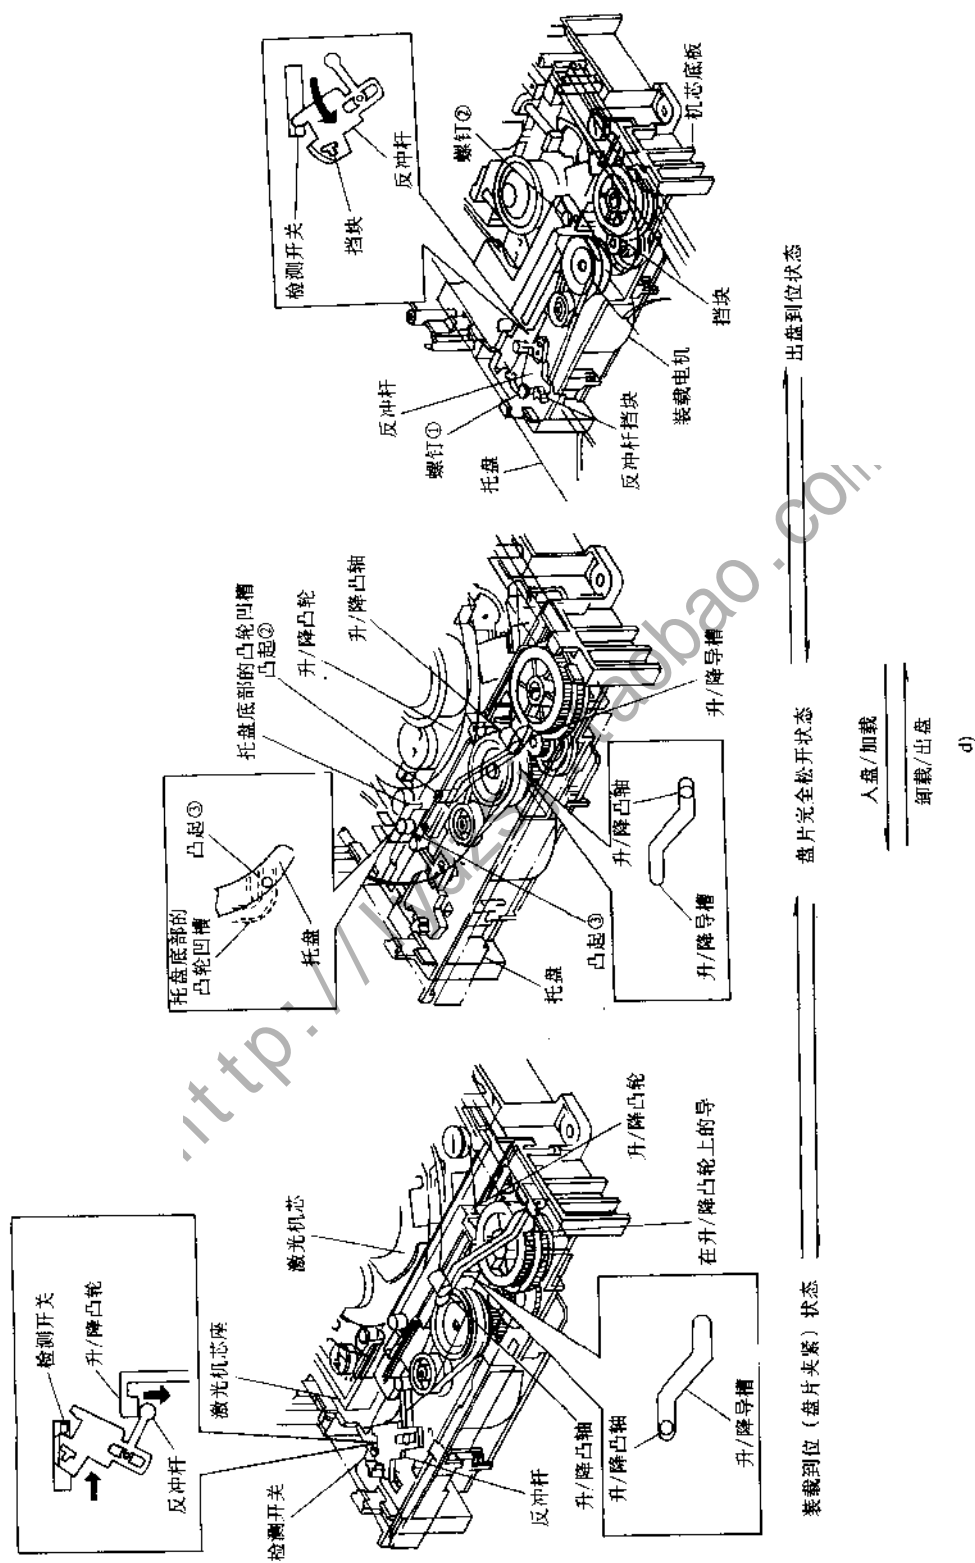 检测开关
升/降凸轮
反冲杆
激光机芯座
激光机芯
检测开关
反冲杆
升/降凸轴
升/降凸轴
升/降导槽
升/降凸轮
在升/降凸轮上的导
装载到位（盘片夹紧）状态
托盘底部的
凸轮凹槽
凸起③
托盘
托盘底部的凸轮凹槽
凸起②
升/降凸轮
升/降凸轴
托盘
凸起③
升/降凸轴
升/降导槽
升/降导槽
盘片完全松开状态
检测开关
挡块
反冲杆
螺钉②
反冲杆
螺钉①
托盘
反冲杆挡块
装载电机
挡块
机芯底板
出盘到位状态
入盘/加载
卸载/出盘
d)